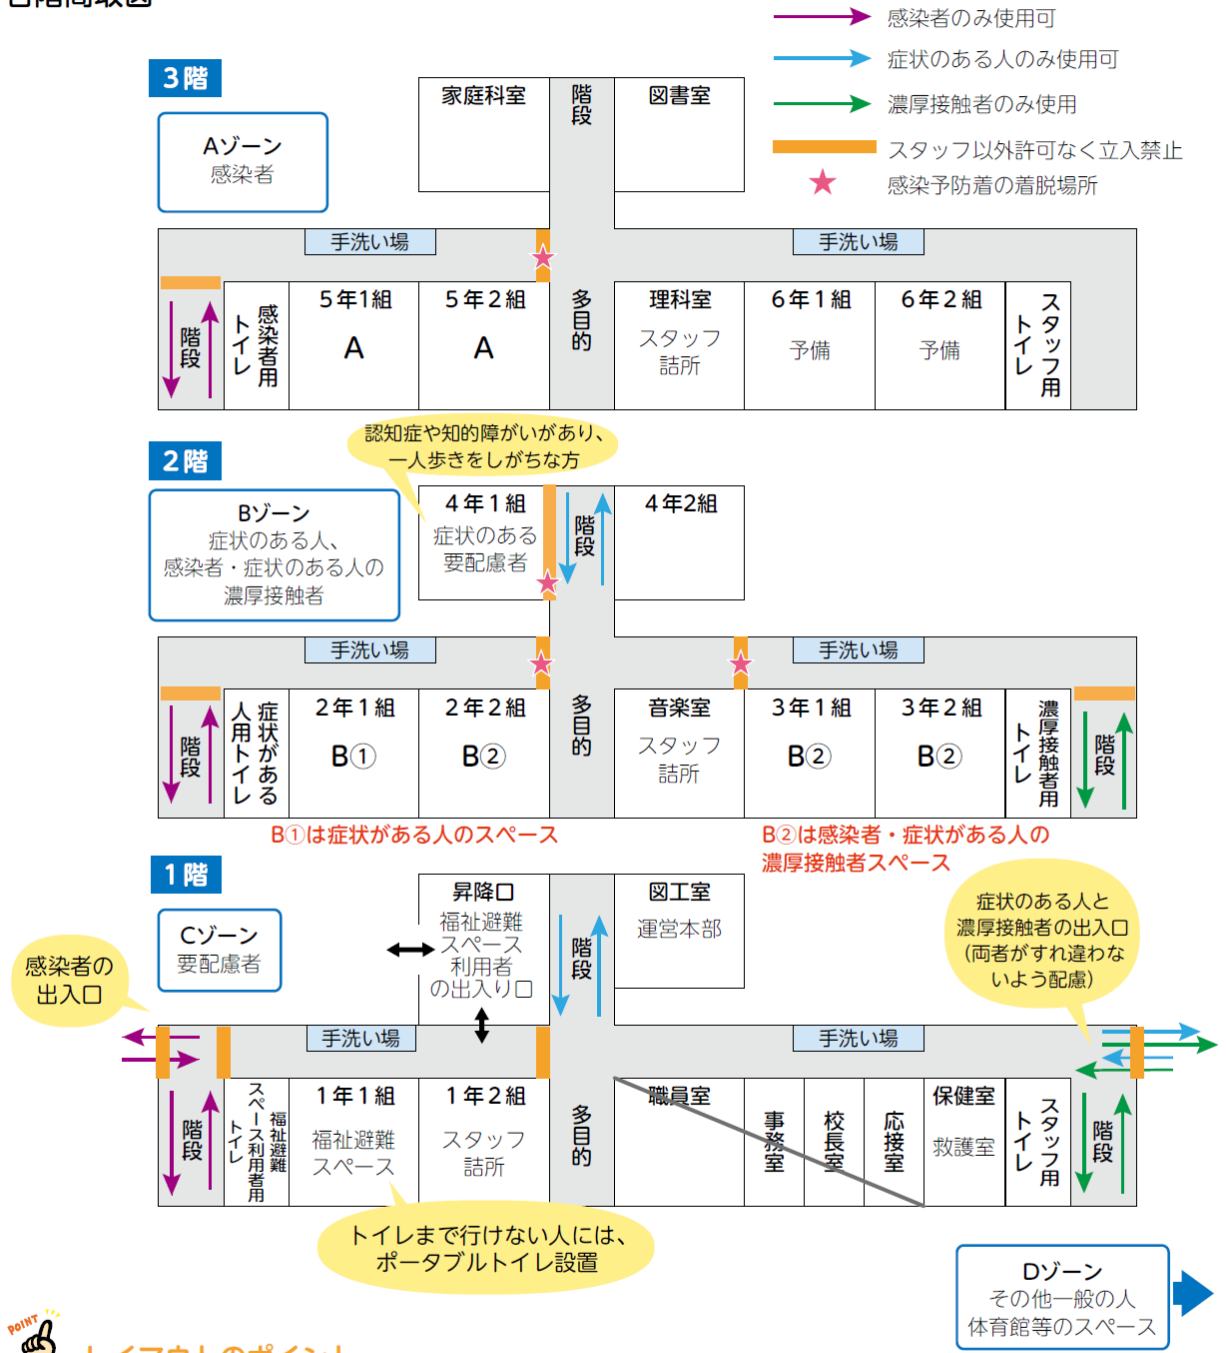 各階間取図
感染者のみ使用可
症状のある人のみ使用可
濃厚接触者のみ使用
スタッフ以外許可なく立入禁止
感染予防着の着脱場所
3階
Aゾーン
感染者
家庭科室
階段
図書室
手洗い場
手洗い場
階段
感染者用
トイレ
5年1組
A
5年2組
A
多目的
理科室
スタッフ
詰所
6年1組
予備
6年2組
予備
スタッフ用
トイレ
認知症や知的障がいがあり、
一人歩きをしがちな方
2階
Bゾーン
症状のある人、
感染者・症状のある人の
濃厚接触者
4年1組
症状のある
要配慮者
階段
4年2組
手洗い場
手洗い場
階段
症状がある
人用トイレ
2年1組
B①
2年2組
B②
多目的
音楽室
スタッフ
詰所
3年1組
B②
3年2組
B②
濃厚接触者用
トイレ
階段
B①は症状がある人のスペース
B②は感染者・症状がある人の
濃厚接触者スペース
1階
Cゾーン
要配慮者
感染者の
出入口
昇降口
福祉避難
スペース
利用者
の出入り口
階段
図工室
運営本部
症状のある人と
濃厚接触者の出入口
(両者がすれ違わな
いよう配慮)
手洗い場
手洗い場
階段
福祉避難
スペース利用者用
トイレ
1年1組
福祉避難
スペース
1年2組
スタッフ
詰所
多目的
職員室
事務室
校長室
応接室
保健室
救護室
スタッフ用
トイレ
階段
トイレまで行けない人には、
ポータブルトイレ設置
Dゾーン
その他一般の人
体育館等のスペース
POINT
レイアウトのポイント